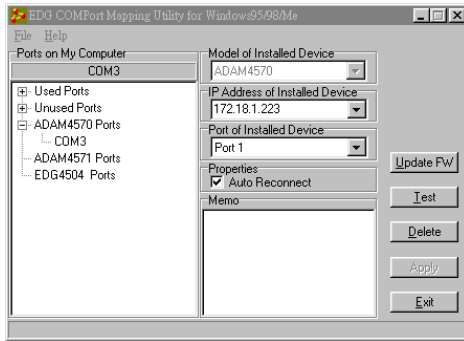 EDG COMPort Mapping Utility for Windows95/98/Me
File Help
Ports on My Computer
COM3
Used Ports
Unused Ports
ADAM4570 Ports
COM3
ADAM4571 Ports
EDG4504 Ports
Model of Installed Device
ADAM4570
IP Address of Installed Device
172.18.1.223
Port of Installed Device
Port 1
Properties
Auto Reconnect
Memo
Update FW
Test
Delete
Apply
Exit